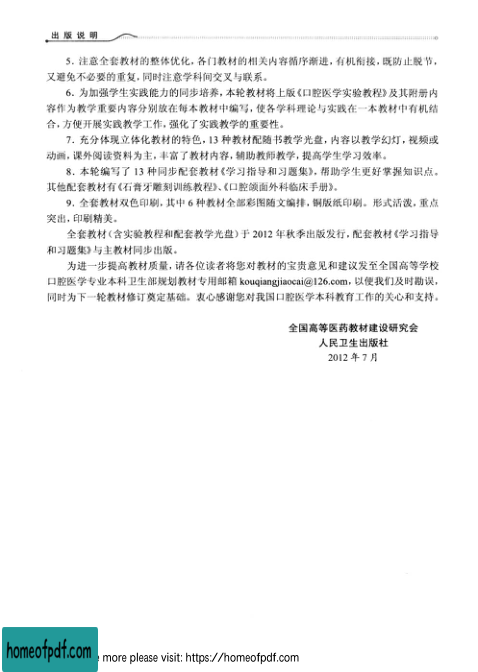 出 版 说 明
5．注意全套教材的整体优化，各门教材的相关内容循序渐进，有机衔接，既防止脱节，
又避免不必要的重复，同时注意学科间交叉与联系。
6．为加强学生实践能力的同步培养，本轮教材将上版《口腔医学实验教程》及其附册内
容作为教学重要内容分别放在每本教材中编写，使各学科理论与实践在一本教材中有机结
合，方便开展实践教学工作，强化了实践教学的重要性。
7．充分体现立体化教材的特色，13 种教材配随书教学光盘，内容以教学幻灯，视频或
动画，课外阅读资料为主，丰富了教材内容，辅助教师教学，提高学生学习效率。
8．本轮编写了 13 种同步配套教材《学习指导和习题集》，帮助学生更好掌握知识点。
其他配套教材有《石膏牙雕刻训练教程》、《口腔颌面外科临床手册》。
9．全套教材双色印刷，其中 6 种教材全部彩图随文编排，铜版纸印刷。形式活泼，重点
突出，印刷精美。
全套教材（含实验教程和配套教学光盘）于 2012 年秋季出版发行，配套教材《学习指导
和习题集》与主教材同步出版。
为进一步提高教材质量，请各位读者将您对教材的宝贵意见和建议发至全国高等学校
口腔医学专业本科卫生部规划教材专用邮箱 kouqiangjiaocai@126.com，以便我们及时勘误，
同时为下一轮教材修订奠定基础。衷心感谢您对我国口腔医学本科教育工作的关心和支持。
全国高等医药教材建设研究会
人民卫生出版社
2012 年 7 月
homeofpdf.com
more please visit: https://homeofpdf.com